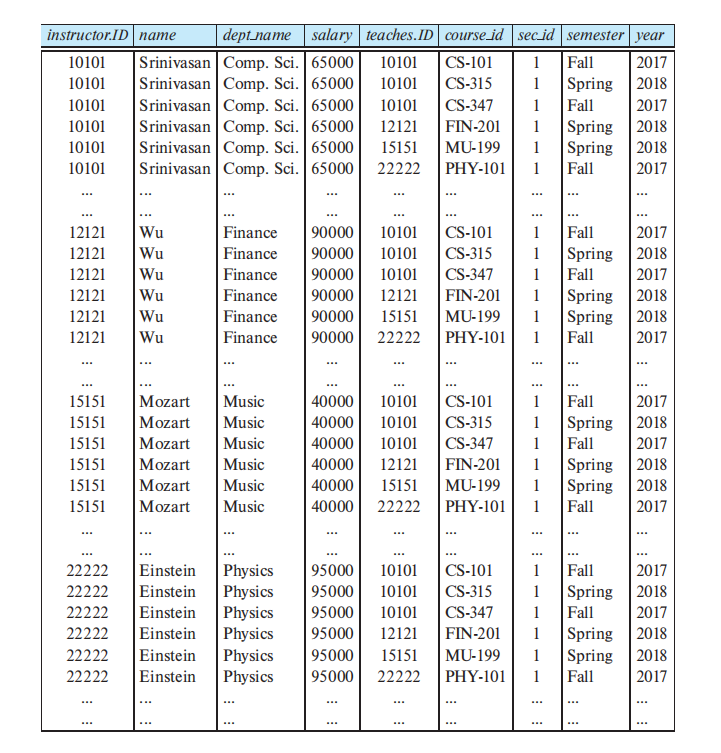 instructor.ID name dept_name salary teaches.ID course_id sec_id semester year
10101 Srinivasan Comp. Sci. 65000 10101 CS-101 1 Fall 2017
10101 Srinivasan Comp. Sci. 65000 10101 CS-315 1 Spring 2018
10101 Srinivasan Comp. Sci. 65000 10101 CS-347 1 Fall 2017
10101 Srinivasan Comp. Sci. 65000 12121 FIN-201 1 Spring 2018
10101 Srinivasan Comp. Sci. 65000 15151 MU-199 1 Spring 2018
10101 Srinivasan Comp. Sci. 65000 22222 PHY-101 1 Fall 2017
... ... ... ... ... ... ... ... ...
... ... ... ... ... ... ... ... ...
12121 Wu Finance 90000 10101 CS-101 1 Fall 2017
12121 Wu Finance 90000 10101 CS-315 1 Spring 2018
12121 Wu Finance 90000 10101 CS-347 1 Fall 2017
12121 Wu Finance 90000 12121 FIN-201 1 Spring 2018
12121 Wu Finance 90000 15151 MU-199 1 Spring 2018
12121 Wu Finance 90000 22222 PHY-101 1 Fall 2017
... ... ... ... ... ... ... ... ...
... ... ... ... ... ... ... ... ...
15151 Mozart Music 40000 10101 CS-101 1 Fall 2017
15151 Mozart Music 40000 10101 CS-315 1 Spring 2018
15151 Mozart Music 40000 10101 CS-347 1 Fall 2017
15151 Mozart Music 40000 12121 FIN-201 1 Spring 2018
15151 Mozart Music 40000 15151 MU-199 1 Spring 2018
15151 Mozart Music 40000 22222 PHY-101 1 Fall 2017
... ... ... ... ... ... ... ... ...
... ... ... ... ... ... ... ... ...
22222 Einstein Physics 95000 10101 CS-101 1 Fall 2017
22222 Einstein Physics 95000 10101 CS-315 1 Spring 2018
22222 Einstein Physics 95000 10101 CS-347 1 Fall 2017
22222 Einstein Physics 95000 12121 FIN-201 1 Spring 2018
22222 Einstein Physics 95000 15151 MU-199 1 Spring 2018
22222 Einstein Physics 95000 22222 PHY-101 1 Fall 2017
... ... ... ... ... ... ... ... ...
... ... ... ... ... ... ... ... ...